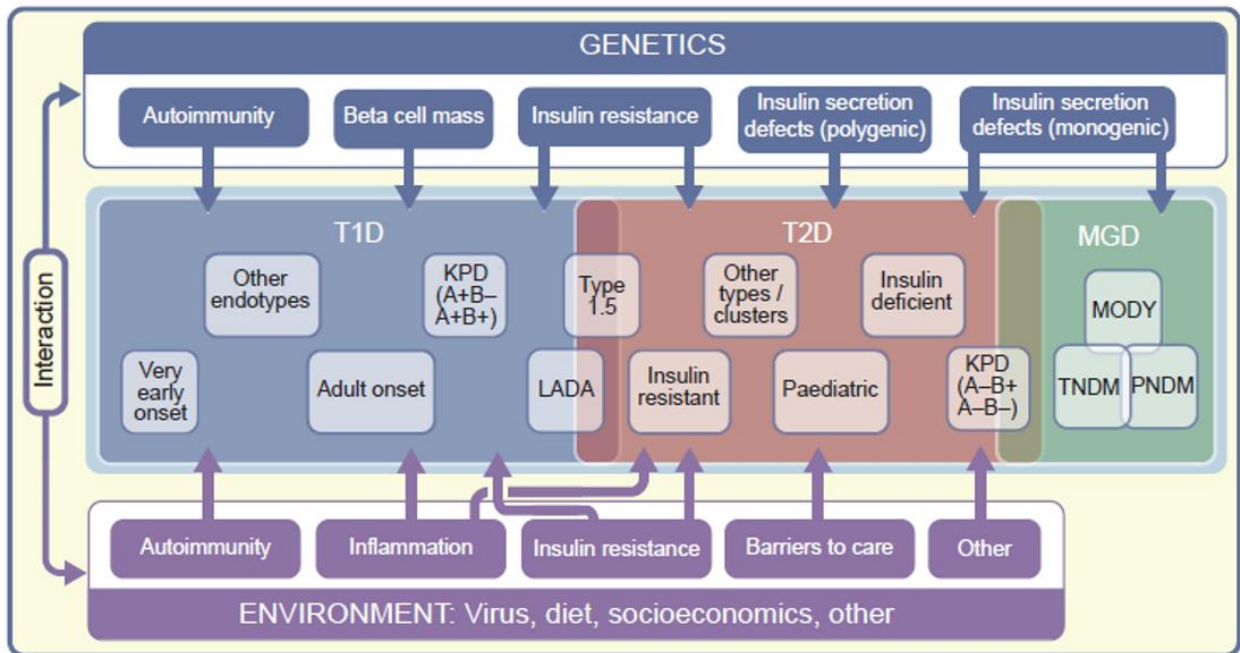 GENETICS
Autoimmunity
Beta cell mass
Insulin resistance
Insulin secretion
defects (polygenic)
Insulin secretion
defects (monogenic)
Interaction
T1D
T2D
MGD
Other
endotypes
KPD
(A+B–
A+B+)
Type
1.5
Other
types /
clusters
Insulin
deficient
MODY
Very
early
onset
Adult onset
LADA
Insulin
resistant
Paediatric
KPD
(A–B+
A–B–)
TNDM
PNDM
Autoimmunity
Inflammation
Insulin resistance
Barriers to care
Other
ENVIRONMENT: Virus, diet, socioeconomics, other